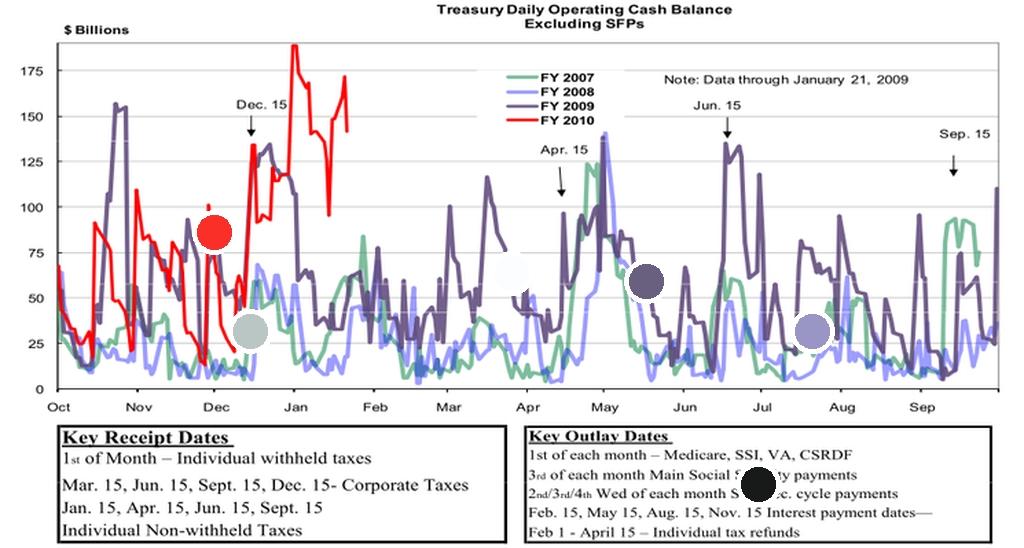 Treasury Daily Operating Cash Balance
Excluding SFPs
$ Billions
175
150
125
100
75
50
25
0
FY 2007
FY 2008
FY 2009
FY 2010
Note: Data through January 21, 2009
Dec. 15
Apr. 15
Jun. 15
Sep. 15
Oct Nov Dec Jan Feb Mar Apr May Jun Jul Aug Sep
Key Receipt Dates
1st of Month – Individual withheld taxes
Mar. 15, Jun. 15, Sept. 15, Dec. 15- Corporate Taxes
Jan. 15, Apr. 15, Jun. 15, Sept. 15
Individual Non-withheld Taxes
Key Outlay Dates
1st of each month – Medicare, SSI, VA, CSRDF
3rd of each month Main Social payments
2nd/3rd/4th Wed of each month cycle payments
Feb. 15, May 15, Aug. 15, Nov. 15 Interest payment dates—
Feb 1 - April 15 – Individual tax refunds